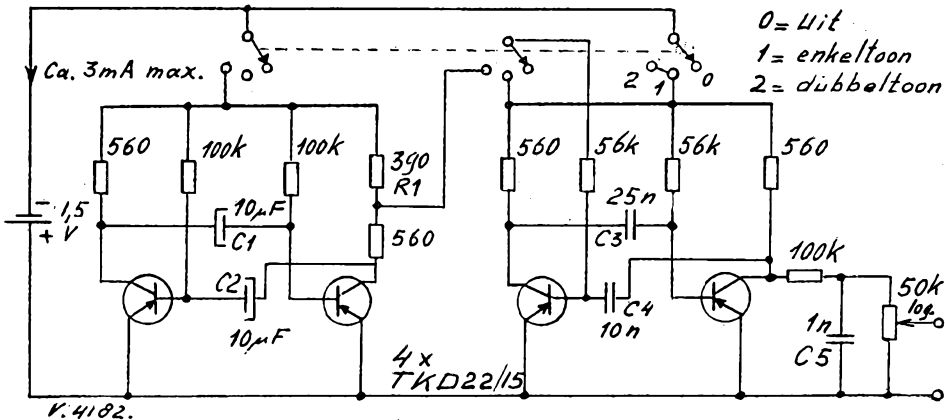 0 = uit
1 = enkeltoon
2 = dubbeltoon
Ca. 3mA max.
2
1
0
560
100k
100k
390
R1
560
56k
56k
560
- 1,5
+ V
10µF
C1
560
25n
C3
100k
C2
10µF
C4
10n
50k
log.
1n
C5
4x
TKD22/15
V.4182.